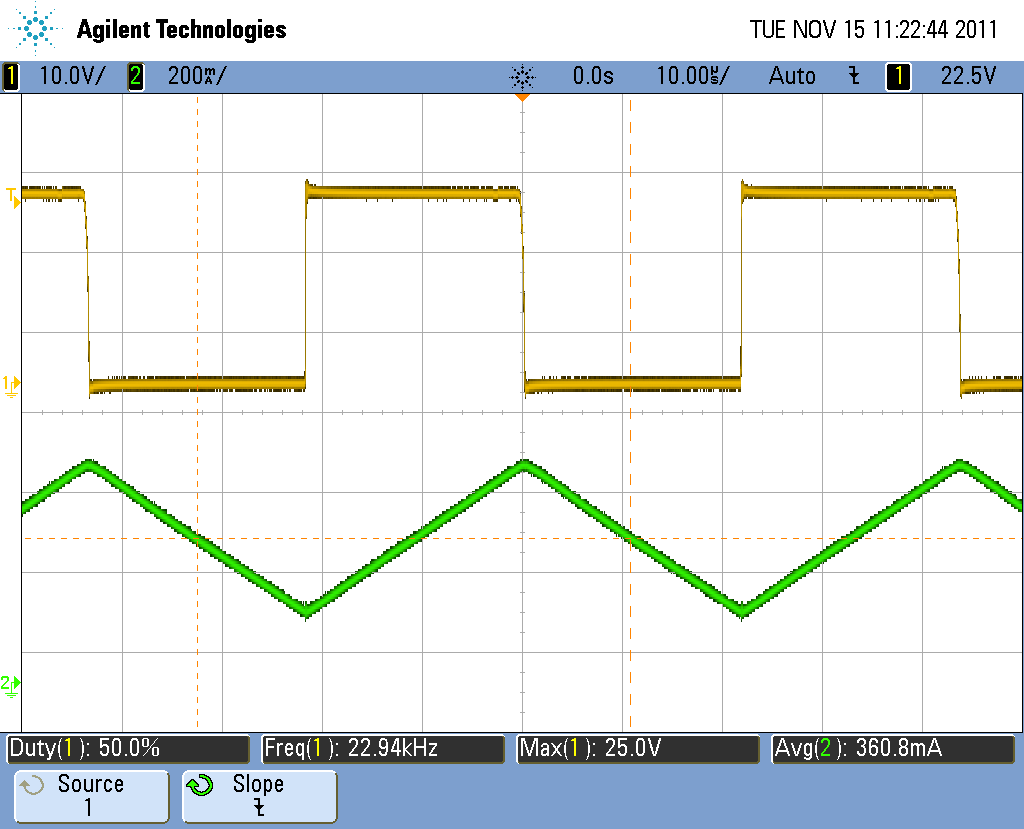 Agilent Technologies TUE NOV 15 11:22:44 2011
1 10.0V/ 2 200mA/ 0.0s 10.00µs/ Auto 1 22.5V
T
1
2
Duty(1): 50.0% Freq(1): 22.94kHz Max(1): 25.0V Avg(2): 360.8mA
Source Slope
1